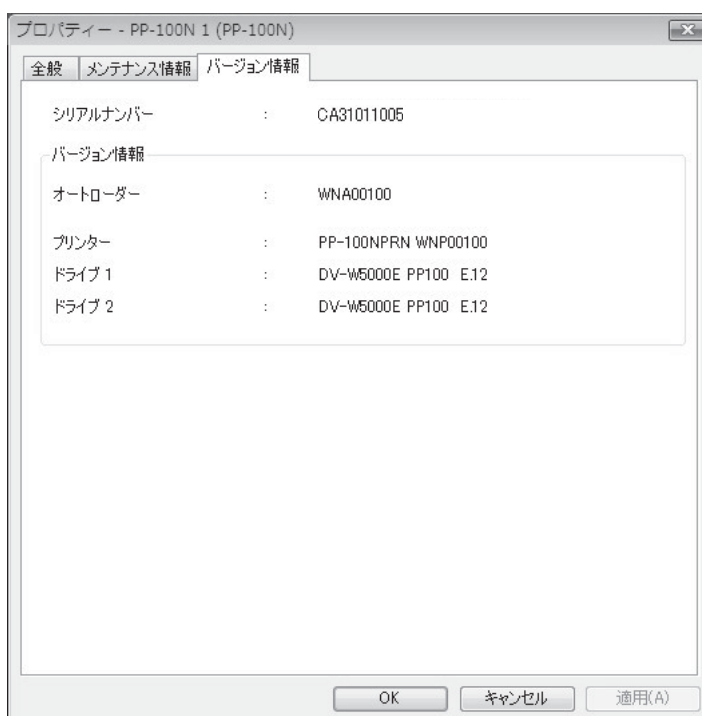 プロパティー - PP-100N 1 (PP-100N)
全般 メンテナンス情報 バージョン情報
シリアルナンバー : CA31011005
バージョン情報
オートローダー : WNA00100
プリンター : PP-100NPRN WNP00100
ドライブ 1 : DV-W5000E PP100 E.12
ドライブ 2 : DV-W5000E PP100 E.12
OK キャンセル 適用(A)